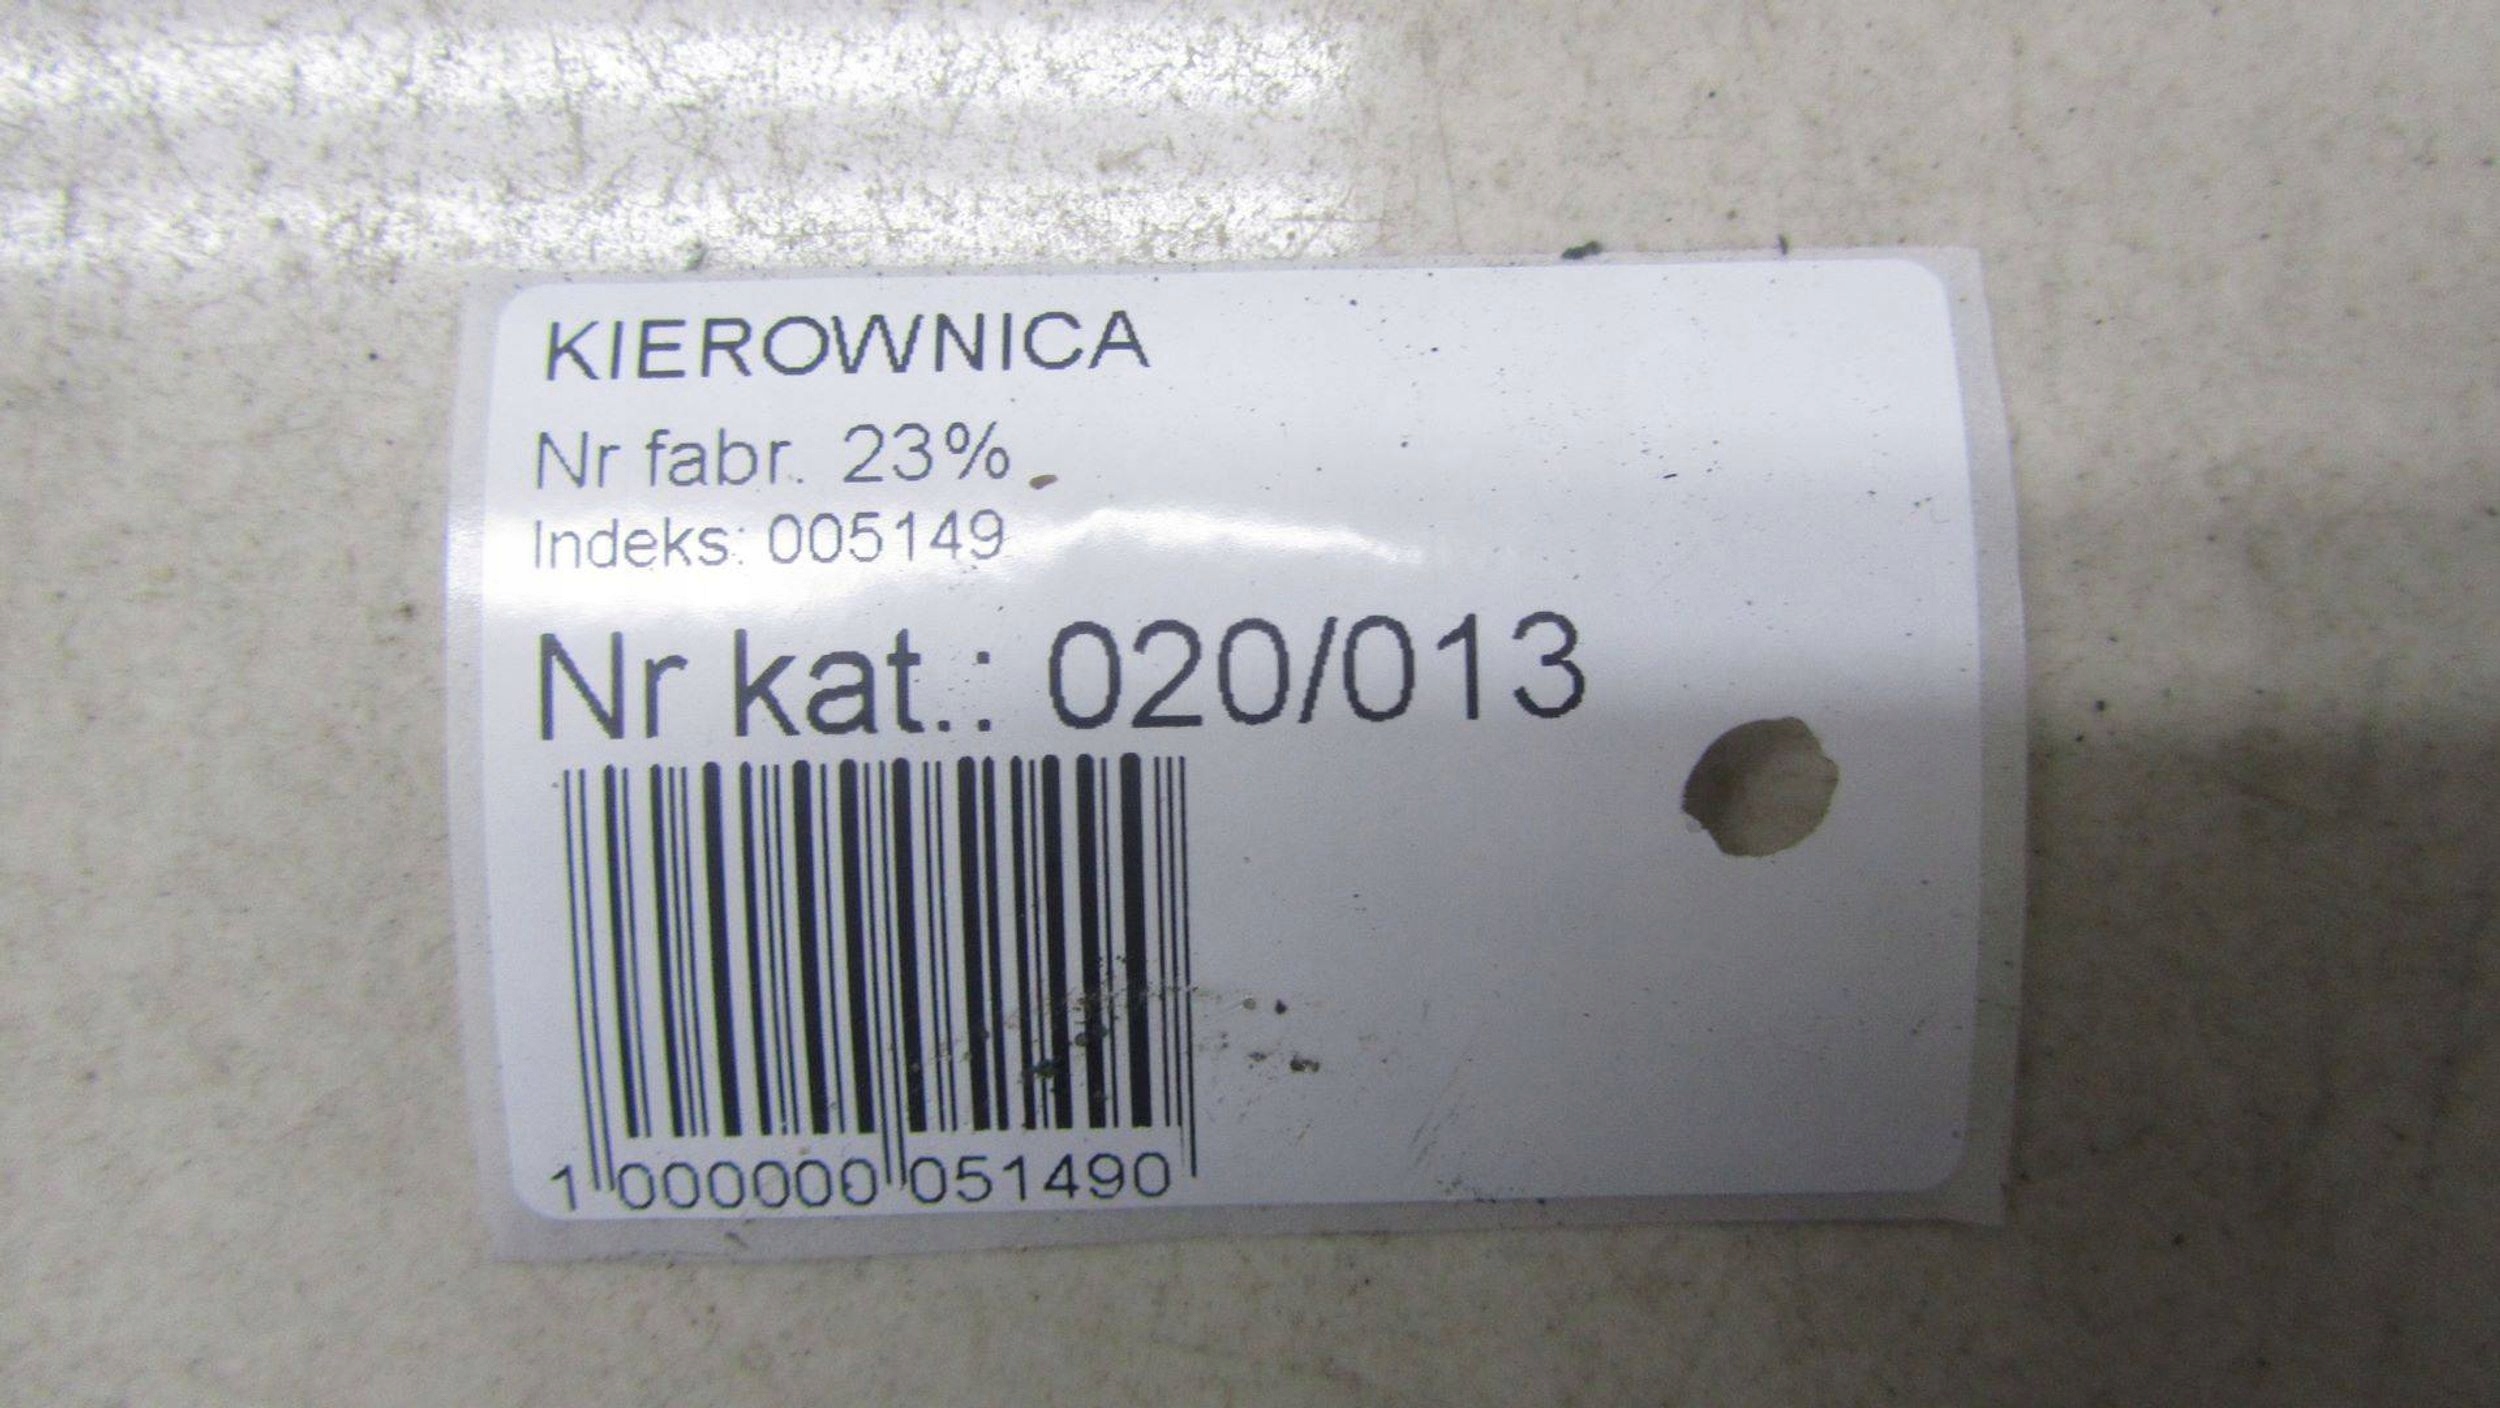 KIEROWNICA
Nr fabr. 23%
Indeks: 005149
Nr kat.: 020/013
1 000000 051490